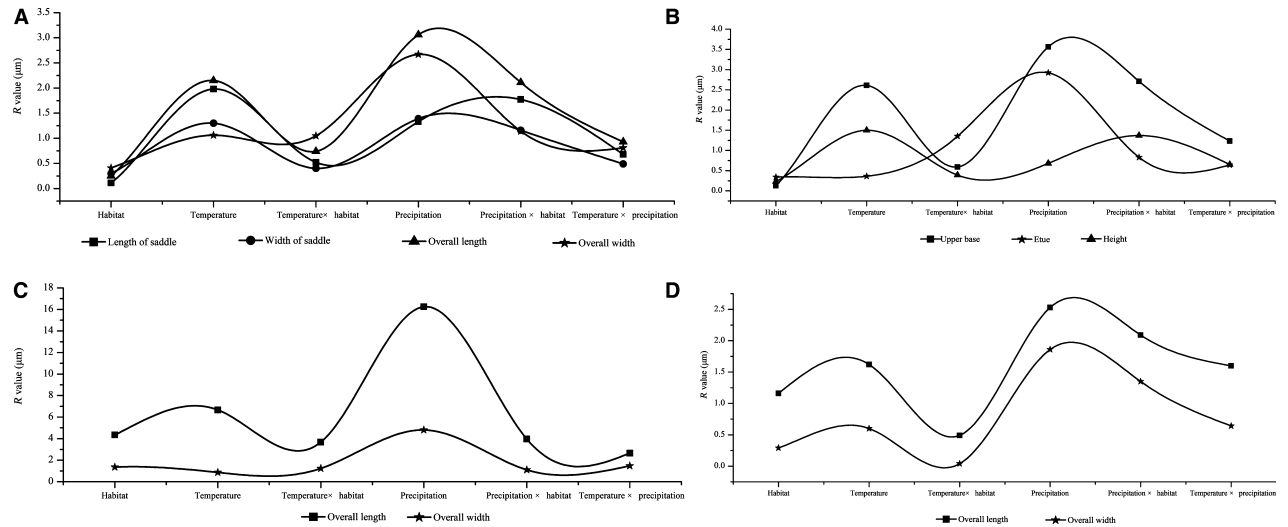 A
R value (μm)
3.5
3.0
2.5
2.0
1.5
1.0
0.5
0.0
Habitat Temperature Temperature× habitat Precipitation Precipitation × habitat Temperature × precipitation
Length of saddle Width of saddle Overall length Overall width
B
R value (μm)
4.0
3.5
3.0
2.5
2.0
1.5
1.0
0.5
0.0
Habitat Temperature Temperature× habitat Precipitation Precipitation × habitat Temperature × precipitation
Upper base Etue Height
C
R value (μm)
18
16
14
12
10
8
6
4
2
0
Habitat Temperature Temperature× habitat Precipitation Precipitation × habitat Temperature × precipitation
Overall length Overall width
D
R value (μm)
2.5
2.0
1.5
1.0
0.5
0.0
Habitat Temperature Temperature× habitat Precipitation Precipitation × habitat Temperature × precipitation
Overall length Overall width